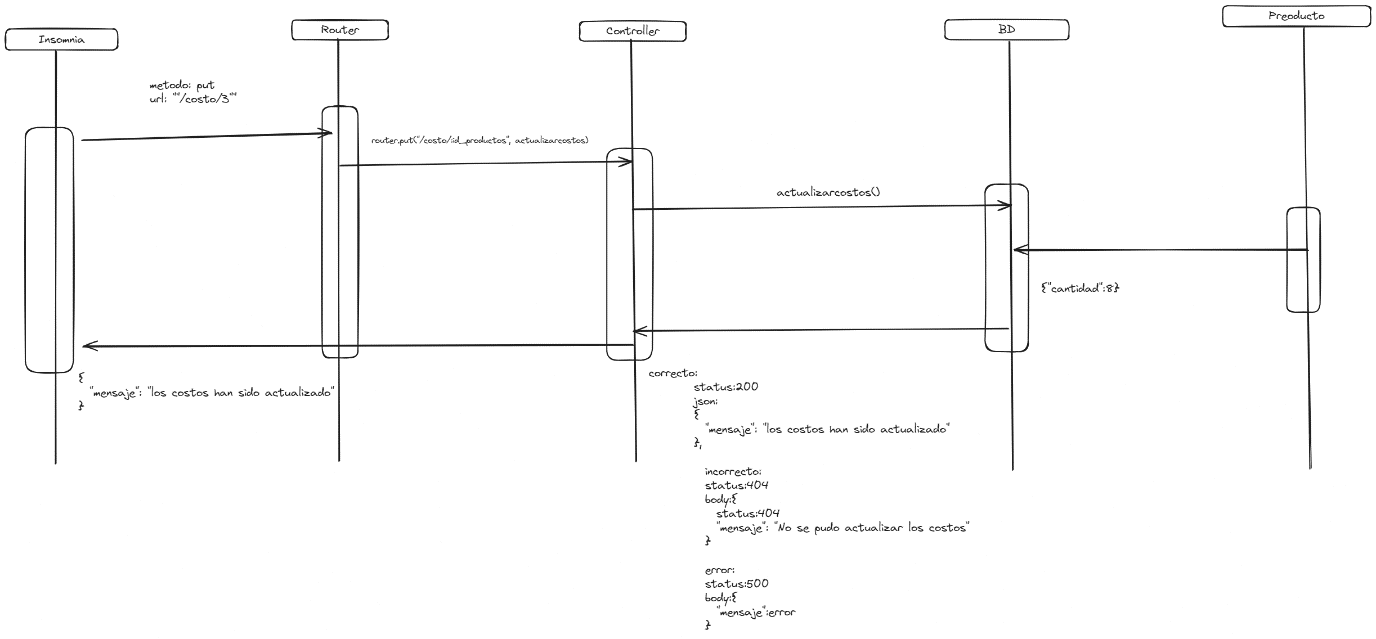 Insomnia
Router
Controller
BD
Preoducto
metodo: put
url: ""/costo/3""
router.put("/costo/:id_productos", actualizarcostos)
actualizarcostos()
{"cantidad":8}
{
"mensaje": "los costos han sido actualizado"
}
correcto:
status:200
json:
{
"mensaje": "los costos han sido actualizado"
},
incorrecto:
status:404
body:{
status:404
"mensaje": "No se pudo actualizar los costos"
}
error:
status:500
body:{
"mensaje":error
}